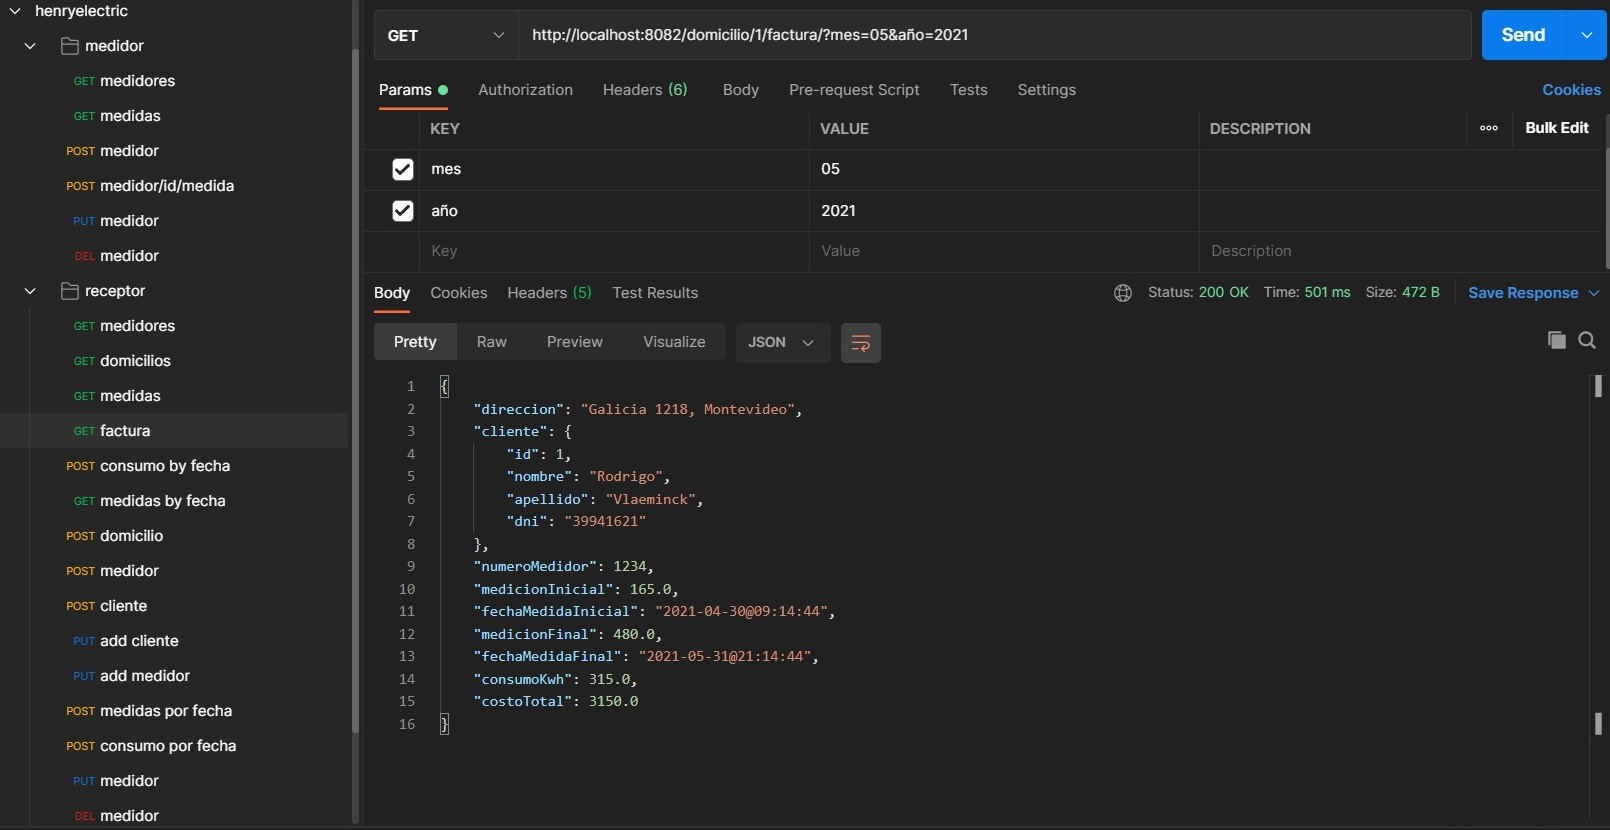 henryelectric
medidor
GET medidores
GET medidas
POST medidor
POST medidor/id/medida
PUT medidor
DEL medidor
receptor
GET medidores
GET domicilios
GET medidas
GET factura
POST consumo by fecha
GET medidas by fecha
POST domicilio
POST medidor
POST cliente
PUT add cliente
PUT add medidor
POST medidas por fecha
POST consumo por fecha
PUT medidor
DEL medidor
GET http://localhost:8082/domicilio/1/factura/?mes=05&año=2021 Send
Params Authorization Headers (6) Body Pre-request Script Tests Settings Cookies
KEY VALUE DESCRIPTION ooo Bulk Edit
mes 05
año 2021
Key Value Description
Body Cookies Headers (5) Test Results Status: 200 OK Time: 501 ms Size: 472 B Save Response
Pretty Raw Preview Visualize JSON
1 {
2 "direccion": "Galicia 1218, Montevideo",
3 "cliente": {
4 "id": 1,
5 "nombre": "Rodrigo",
6 "apellido": "Vlaeminck",
7 "dni": "39941621"
8 },
9 "numeroMedidor": 1234,
10 "medicionInicial": 165.0,
11 "fechaMedidaInicial": "2021-04-30@09:14:44",
12 "medicionFinal": 480.0,
13 "fechaMedidaFinal": "2021-05-31@21:14:44",
14 "consumoKwh": 315.0,
15 "costoTotal": 3150.0
16 }